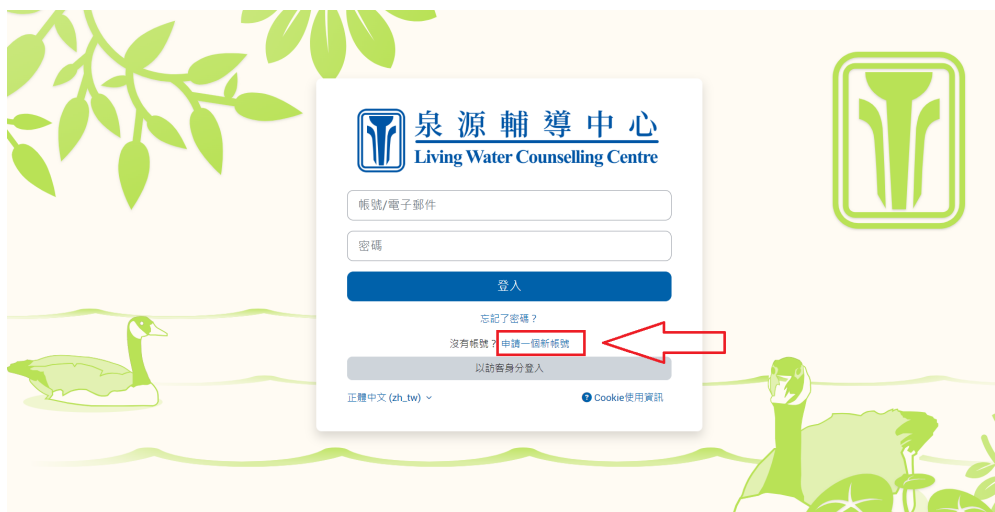 泉源輔導中心
Living Water Counselling Centre
帳號/電子郵件
密碼
登入
忘記了密碼？
沒有帳號？申請一個新帳號
以訪客身分登入
正體中文 (zh_tw)
Cookie使用資訊